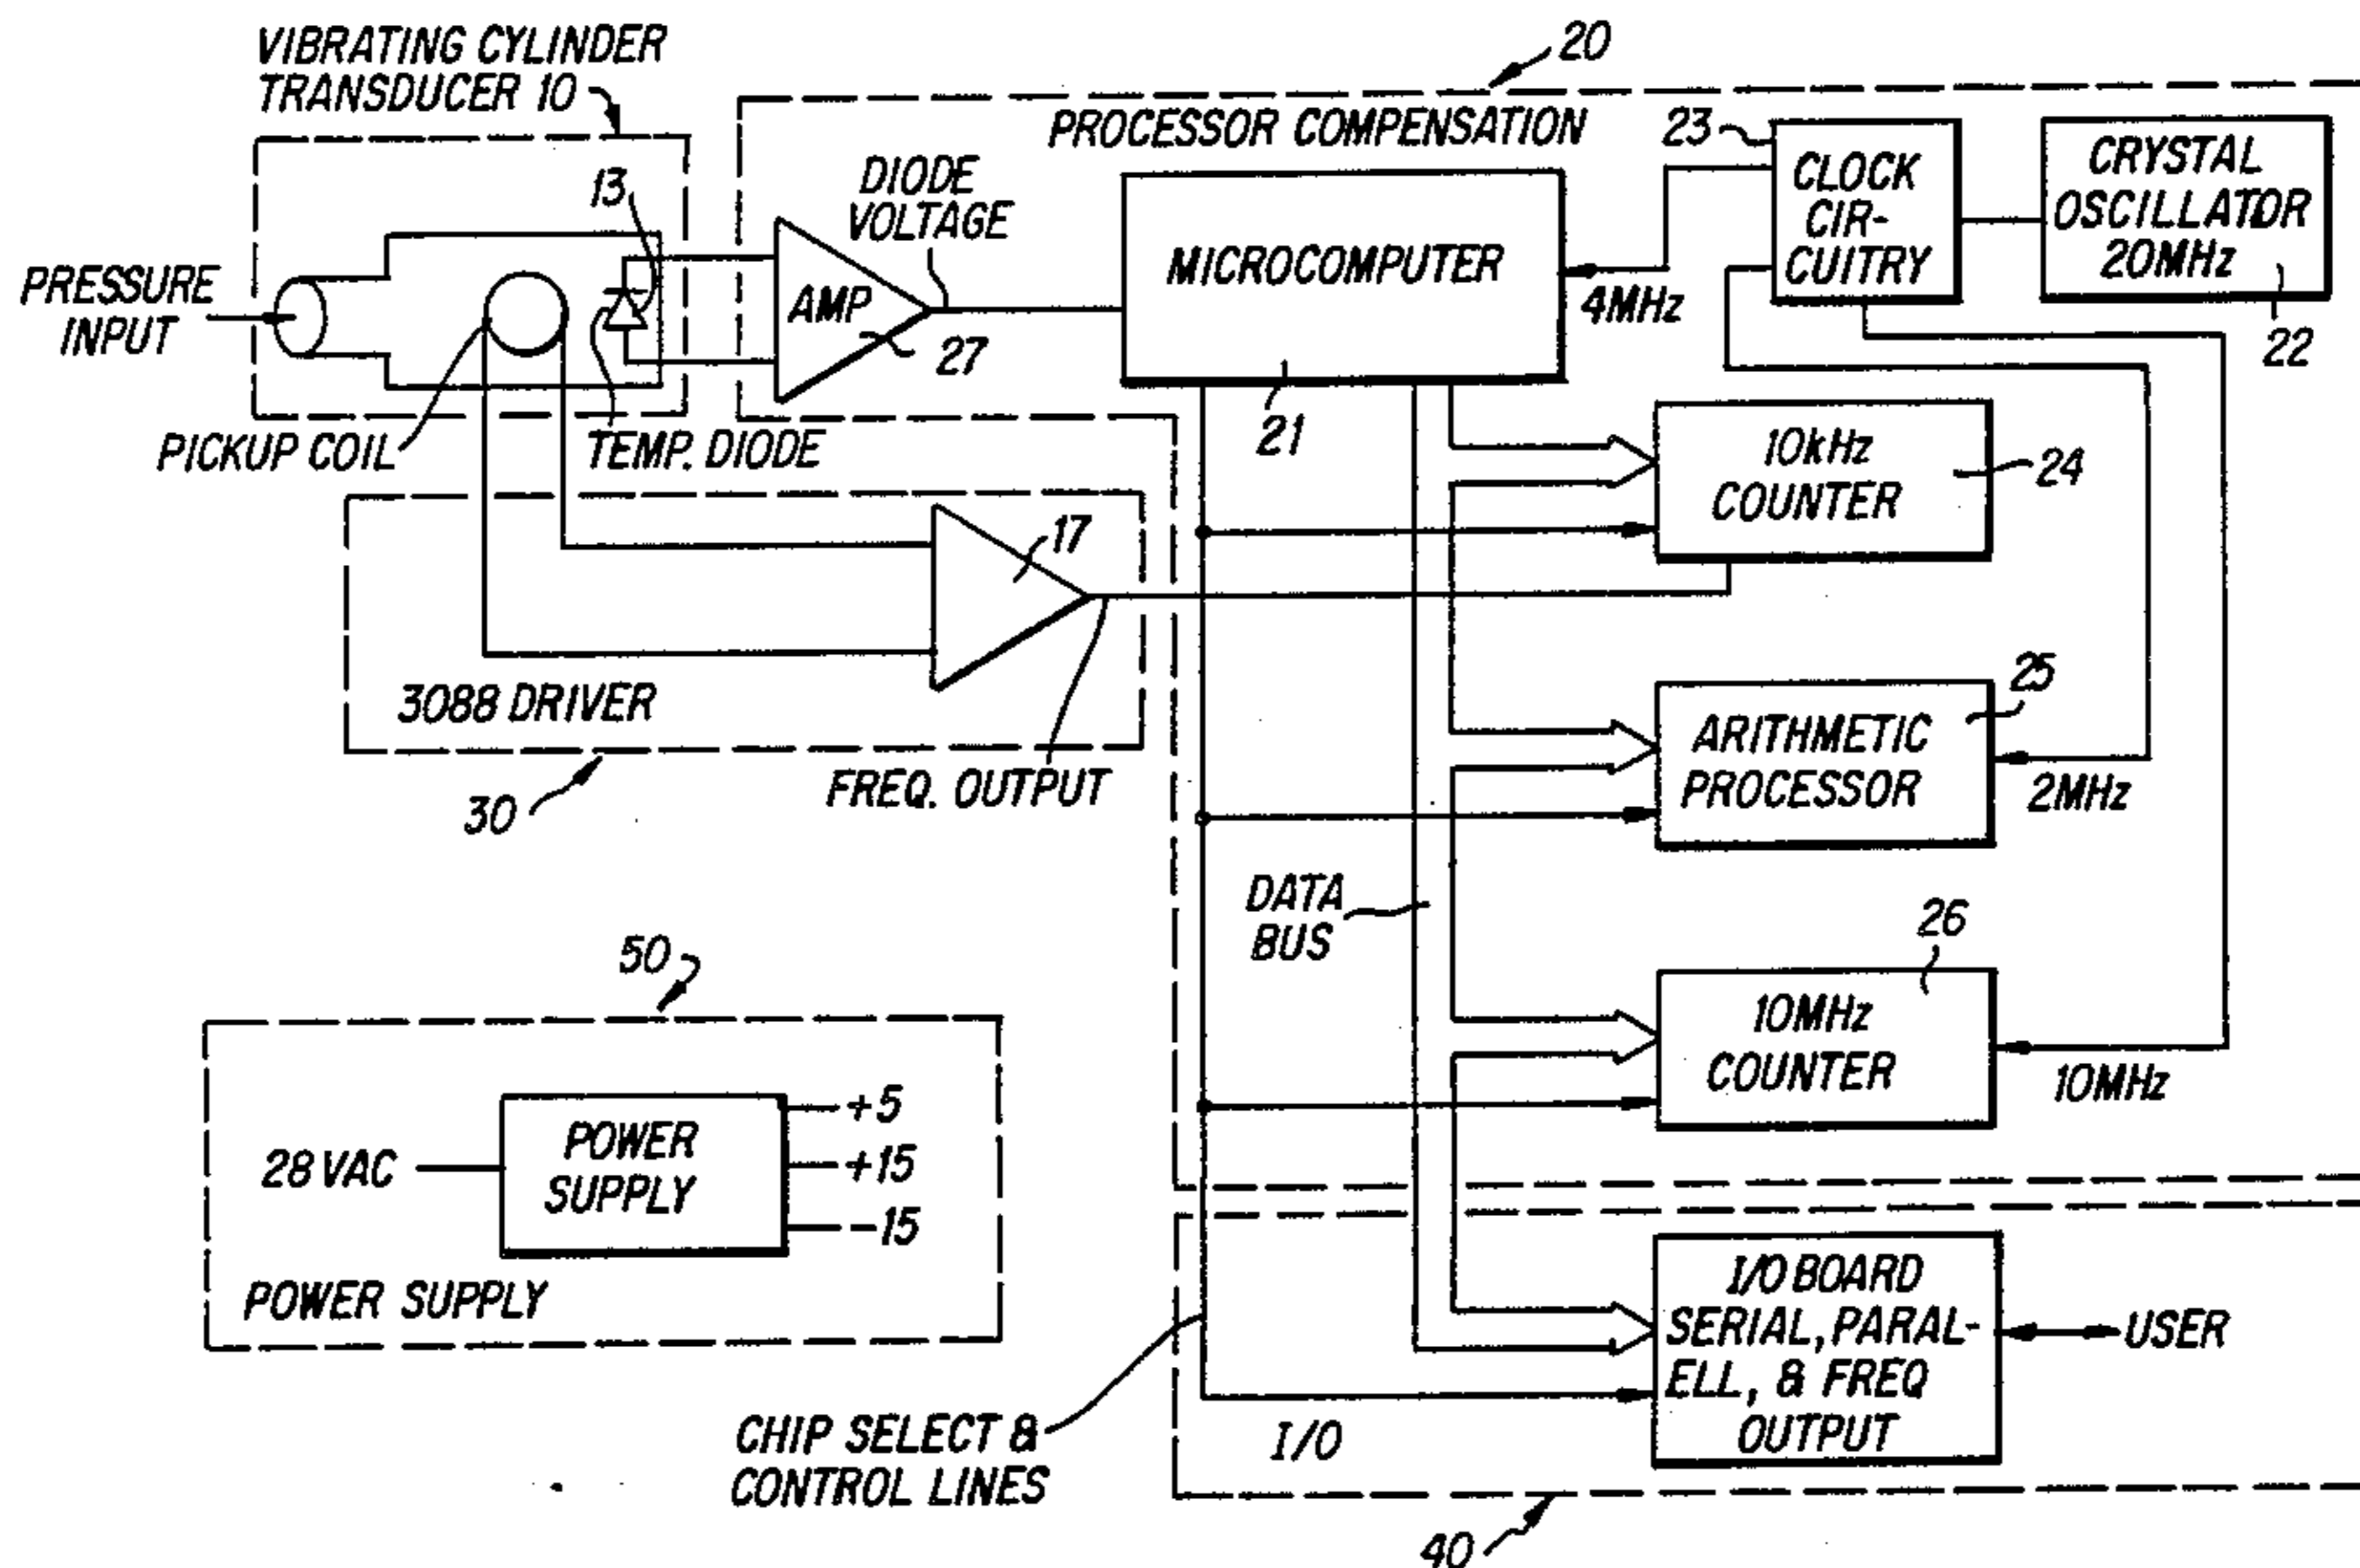 VIBRATING CYLINDER
TRANSDUCER 10
20
PROCESSOR COMPENSATION
23
CLOCK
CIR-
CUITRY
CRYSTAL
OSCILLATOR
20MHz
22
13
DIODE
VOLTAGE
MICROCOMPUTER
21
4MHz
PRESSURE
INPUT
AMP
27
PICKUP COIL
TEMP. DIODE
10kHz
COUNTER
24
17
3088 DRIVER
30
FREQ. OUTPUT
25
ARITHMETIC
PROCESSOR
2MHz
DATA
BUS
26
10MHz
COUNTER
10MHz
50
28 VAC
POWER
SUPPLY
+5
+15
-15
POWER SUPPLY
I/O BOARD
SERIAL, PARAL-
ELL, & FREQ
OUTPUT
USER
CHIP SELECT &
CONTROL LINES
I/O
40